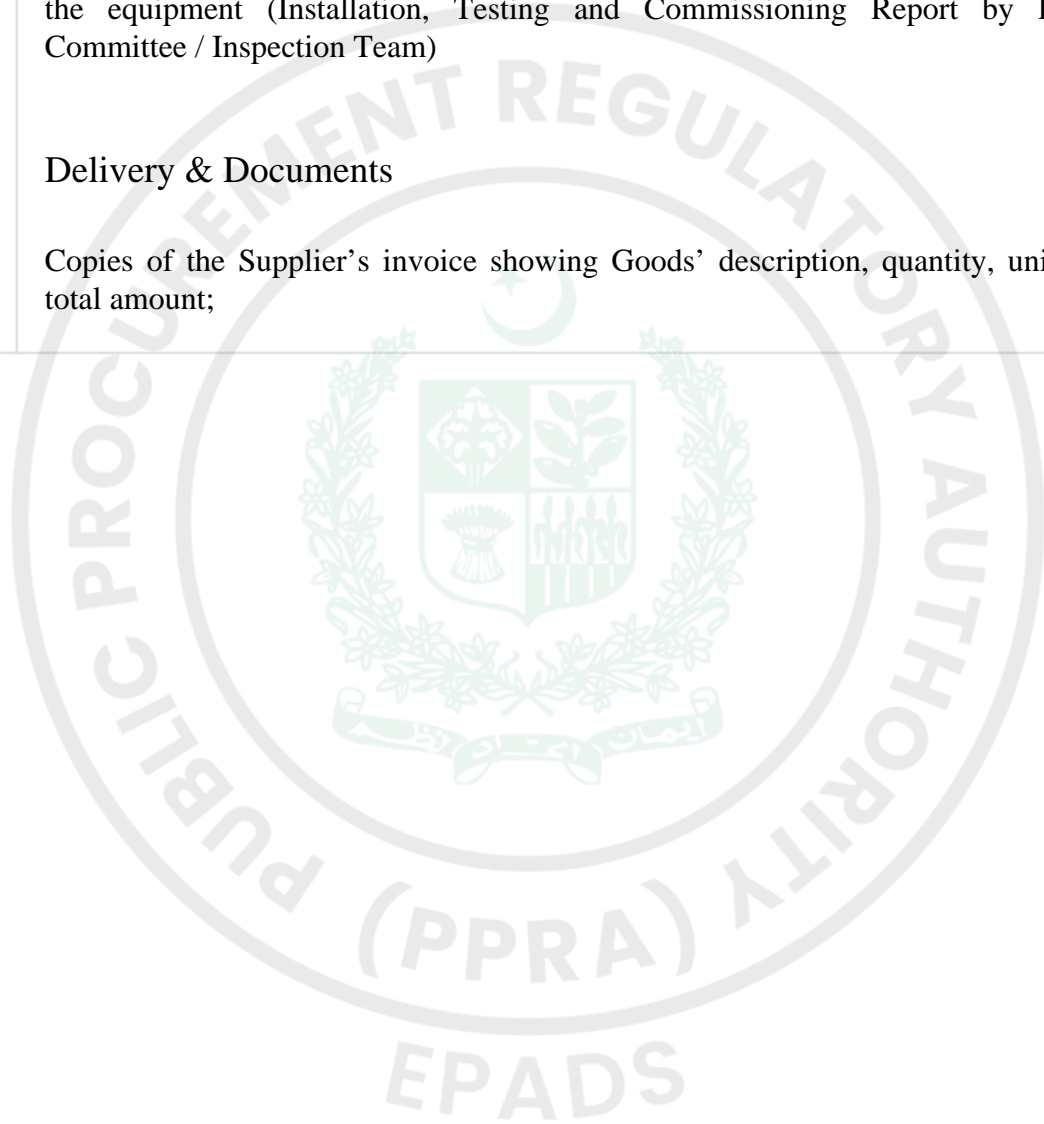 the equipment (Installation, Testing and Commissioning Report by
Committee / Inspection Team)
Delivery & Documents
Copies of the Supplier’s invoice showing Goods’ description, quantity,
total amount;
PUBLIC PROCUREMENT REGULATORY AUTHORITY
(PPRA)
EPADS